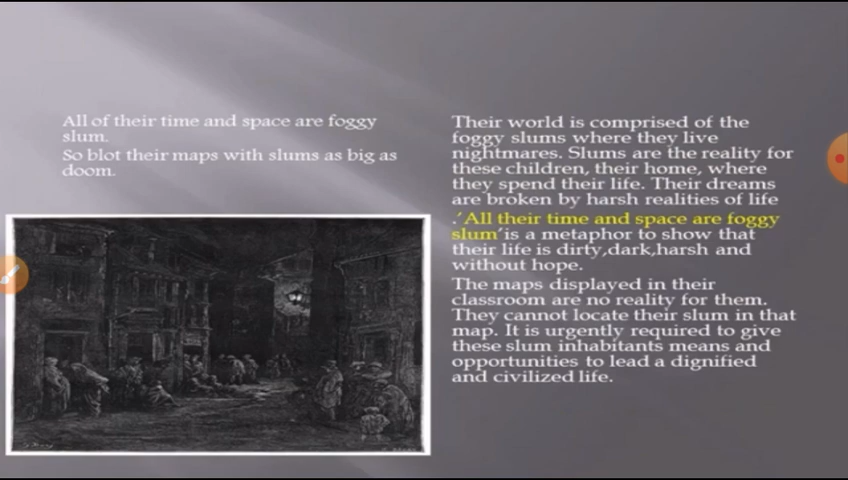 All of their time and space are foggy
slum.
So blot their maps with slums as big as
doom.
Their world is comprised of the
foggy slums where they live
nightmares. Slums are the reality for
these children, their home, where
they spend their life. Their dreams
are broken by harsh realities of life
.'All their time and space are foggy
slum'is a metaphor to show that
their life is dirty,dark,harsh and
without hope.
The maps displayed in their
classroom are no reality for them.
They cannot locate their slum in that
map. It is urgently required to give
these slum inhabitants means and
opportunities to lead a dignified
and civilized life.